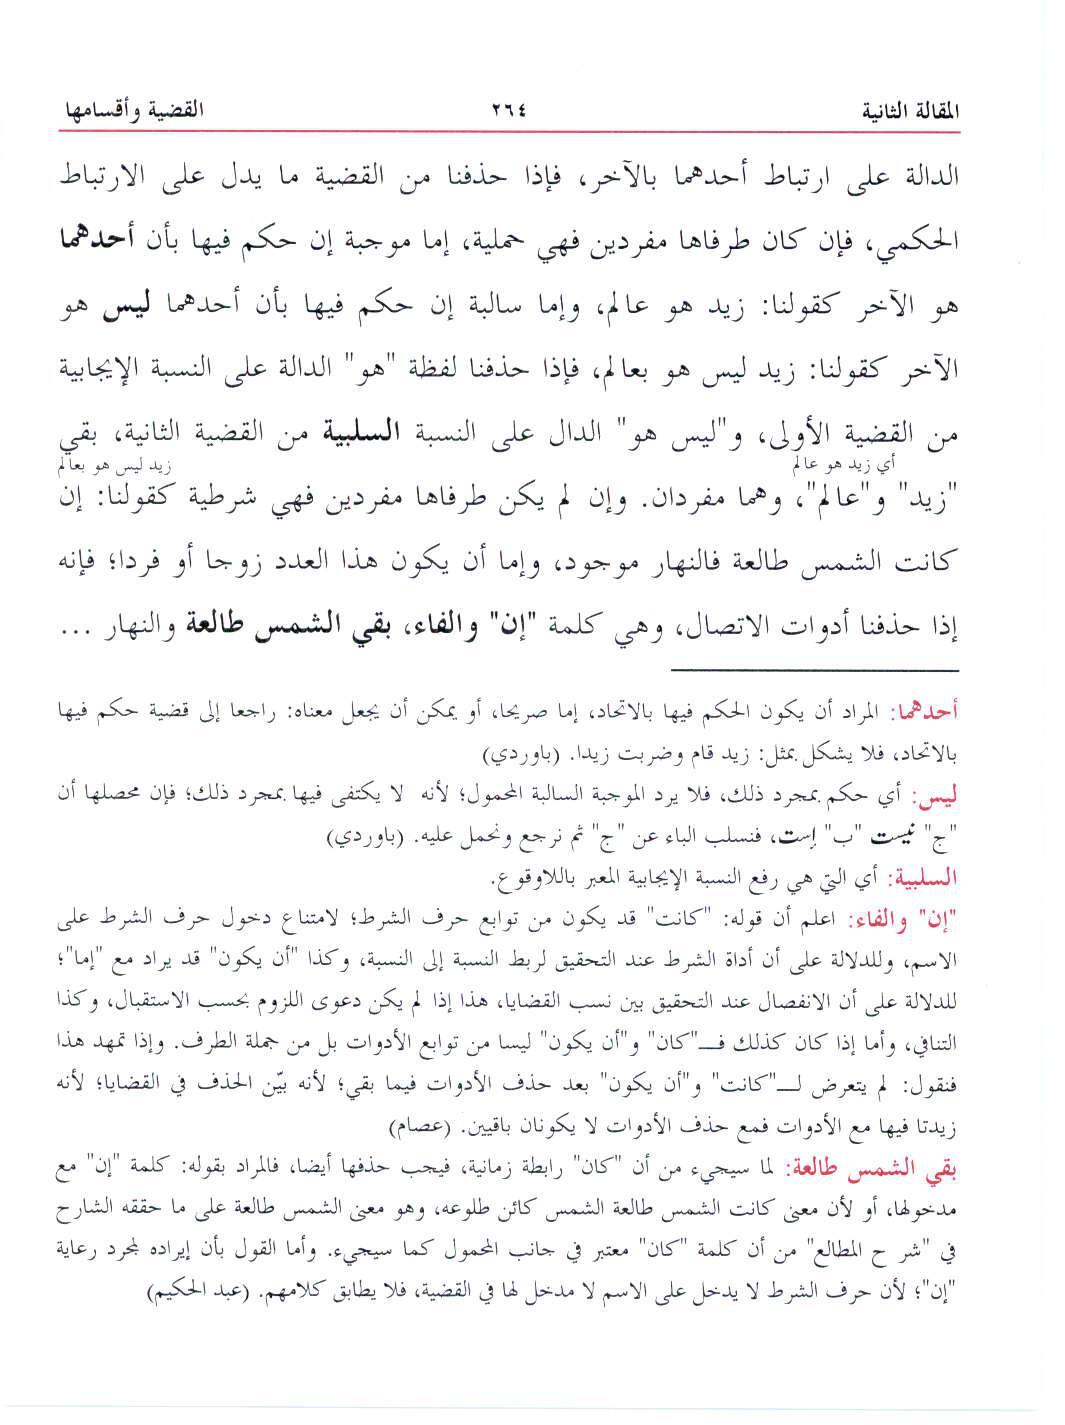 المقالة الثانية ٢٦٤ القضية وأقسامها
الدالة على ارتباط أحدهما بالآخر، فإذا حذفنا من القضية ما يدل على الارتباط
الحكمي، فإن كان طرفاها مفردين فهي حملية، إما موجبة إن حكم فيها بأن أحدهما
هو الآخر كقولنا: زيد هو عالم، وإما سالبة إن حكم فيها بأن أحدهما ليس هو
الآخر كقولنا: زيد ليس هو بعالم، فإذا حذفنا لفظة "هو" الدالة على النسبة الإيجابية
من القضية الأولى، و"ليس هو" الدال على النسبة السلبية من القضية الثانية، بقي
أي زيد هو عالم زيد ليس هو بعالم
"زيد" و"عالم"، وهما مفردان. وإن لم يكن طرفاها مفردين فهي شرطية كقولنا: إن
كانت الشمس طالعة فالنهار موجود، وإما أن يكون هذا العدد زوجا أو فردا؛ فإنه
إذا حذفنا أدوات الاتصال، وهي كلمة "إن" والفاء، بقي الشمس طالعة والنهار ...
أحدهما: المراد أن يكون الحكم فيها بالاتحاد، إما صريحا، أو يمكن أن يجعل معناه: راجعا إلى قضية حكم فيها
بالاتحاد، فلا يشكل بمثل: زيد قام وضربت زيدا. (باوردي)
ليس: أي حكم بمجرد ذلك، فلا يرد الموجبة السالبة المحمول؛ لأنه لا يكتفى فيها بمجرد ذلك؛ فإن محصلها أن
"ج" نيست "ب" إست، فنسلب الباء عن "ج" ثم نرجع ونحمل عليه. (باوردي)
السلبية: أي التي هي رفع النسبة الإيجابية المعبر باللاوقوع.
"إن" والفاء: اعلم أن قوله: "كانت" قد يكون من توابع حرف الشرط؛ لامتناع دخول حرف الشرط على
الاسم، وللدلالة على أن أداة الشرط عند التحقيق لربط النسبة إلى النسبة، وكذا "أن يكون" قد يراد مع "إما"؛
للدلالة على أن الانفصال عند التحقيق بين نسب القضايا، هذا إذا لم يكن دعوى اللزوم بحسب الاستقبال، وكذا
التنافي، وأما إذا كان كذلك فــ"كان" و"أن يكون" ليسا من توابع الأدوات بل من جملة الطرف. وإذا تمهد هذا
فنقول: لم يتعرض لــ"كانت" و"أن يكون" بعد حذف الأدوات فيما بقي؛ لأنه بيّن الحذف في القضايا؛ لأنه
زيدتا فيها مع الأدوات فمع حذف الأدوات لا يكونان باقيين. (عصام)
بقي الشمس طالعة: لما سيجيء من أن "كان" رابطة زمانية، فيجب حذفها أيضا، فالمراد بقوله: كلمة "إن" مع
مدخولها، أو لأن معنى كانت الشمس طالعة الشمس كائن طلوعه، وهو معنى الشمس طالعة على ما حققه الشارح
في "شر ح المطالع" من أن كلمة "كان" معتبر في جانب المحمول كما سيجيء. وأما القول بأن إيراده لمجرد رعاية
"إن"؛ لأن حرف الشرط لا يدخل على الاسم لا مدخل لها في القضية، فلا يطابق كلامهم. (عبد الحكيم)